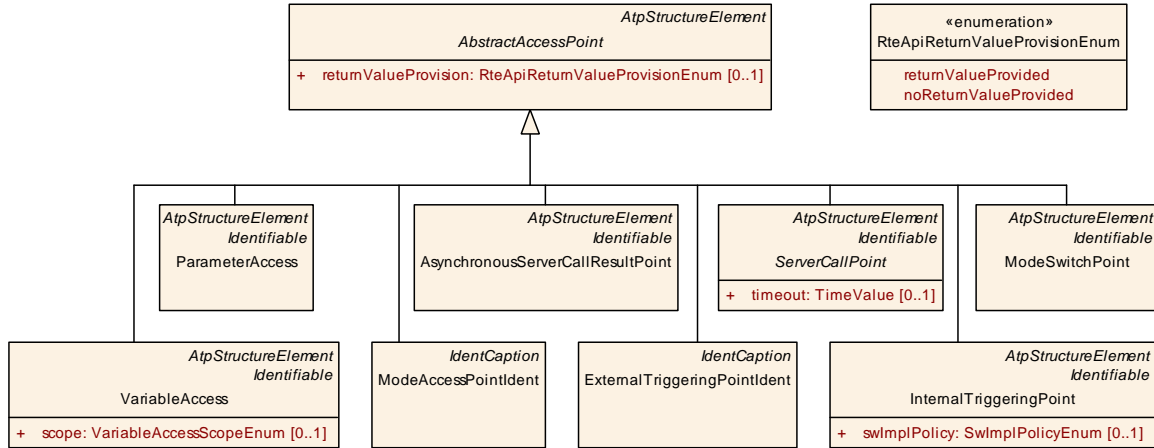 AtpStructureElement
AbstractAccessPoint
+ returnValueProvision: RteApiReturnValueProvisionEnum [0..1]
«enumeration»
RteApiReturnValueProvisionEnum
returnValueProvided
noReturnValueProvided
AtpStructureElement
Identifiable
ParameterAccess
AtpStructureElement
Identifiable
AsynchronousServerCallResultPoint
AtpStructureElement
Identifiable
ServerCallPoint
+ timeout: TimeValue [0..1]
AtpStructureElement
Identifiable
ModeSwitchPoint
AtpStructureElement
Identifiable
VariableAccess
+ scope: VariableAccessScopeEnum [0..1]
IdentCaption
ModeAccessPointIdent
IdentCaption
ExternalTriggeringPointIdent
AtpStructureElement
Identifiable
InternalTriggeringPoint
+ swImplPolicy: SwImplPolicyEnum [0..1]